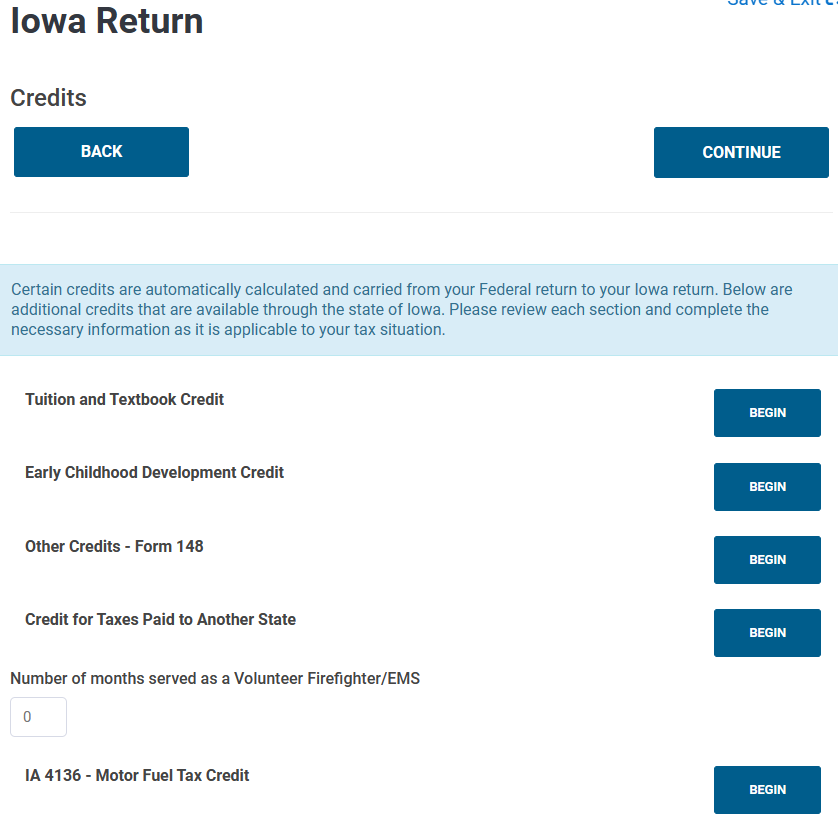 Save & Exit
Iowa Return
Credits
BACK
CONTINUE
Certain credits are automatically calculated and carried from your Federal return to your Iowa return. Below are
additional credits that are available through the state of Iowa. Please review each section and complete the
necessary information as it is applicable to your tax situation.
Tuition and Textbook Credit
BEGIN
Early Childhood Development Credit
BEGIN
Other Credits - Form 148
BEGIN
Credit for Taxes Paid to Another State
BEGIN
Number of months served as a Volunteer Firefighter/EMS
0
IA 4136 - Motor Fuel Tax Credit
BEGIN